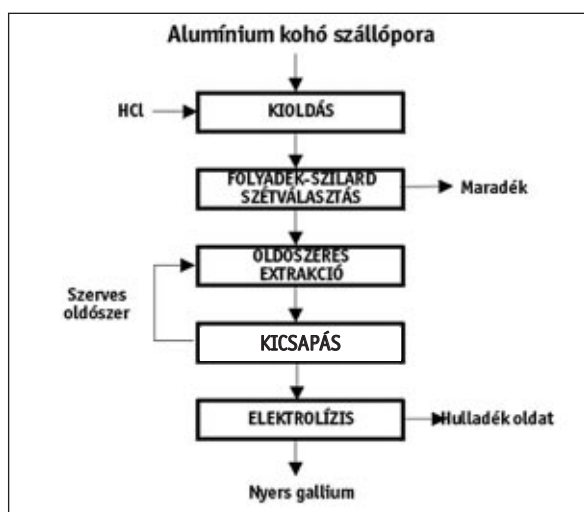 Alumínium kohó szállópora
HCl
KIOLDÁS
FOLYADÉK-SZILÁRD
SZÉTVÁLASZTÁS
Maradék
OLDÓSZERES
EXTRAKCIÓ
Szerves
oldószer
KICSAPÁS
ELEKTROLÍZIS
Hulladék oldat
Nyers gallium